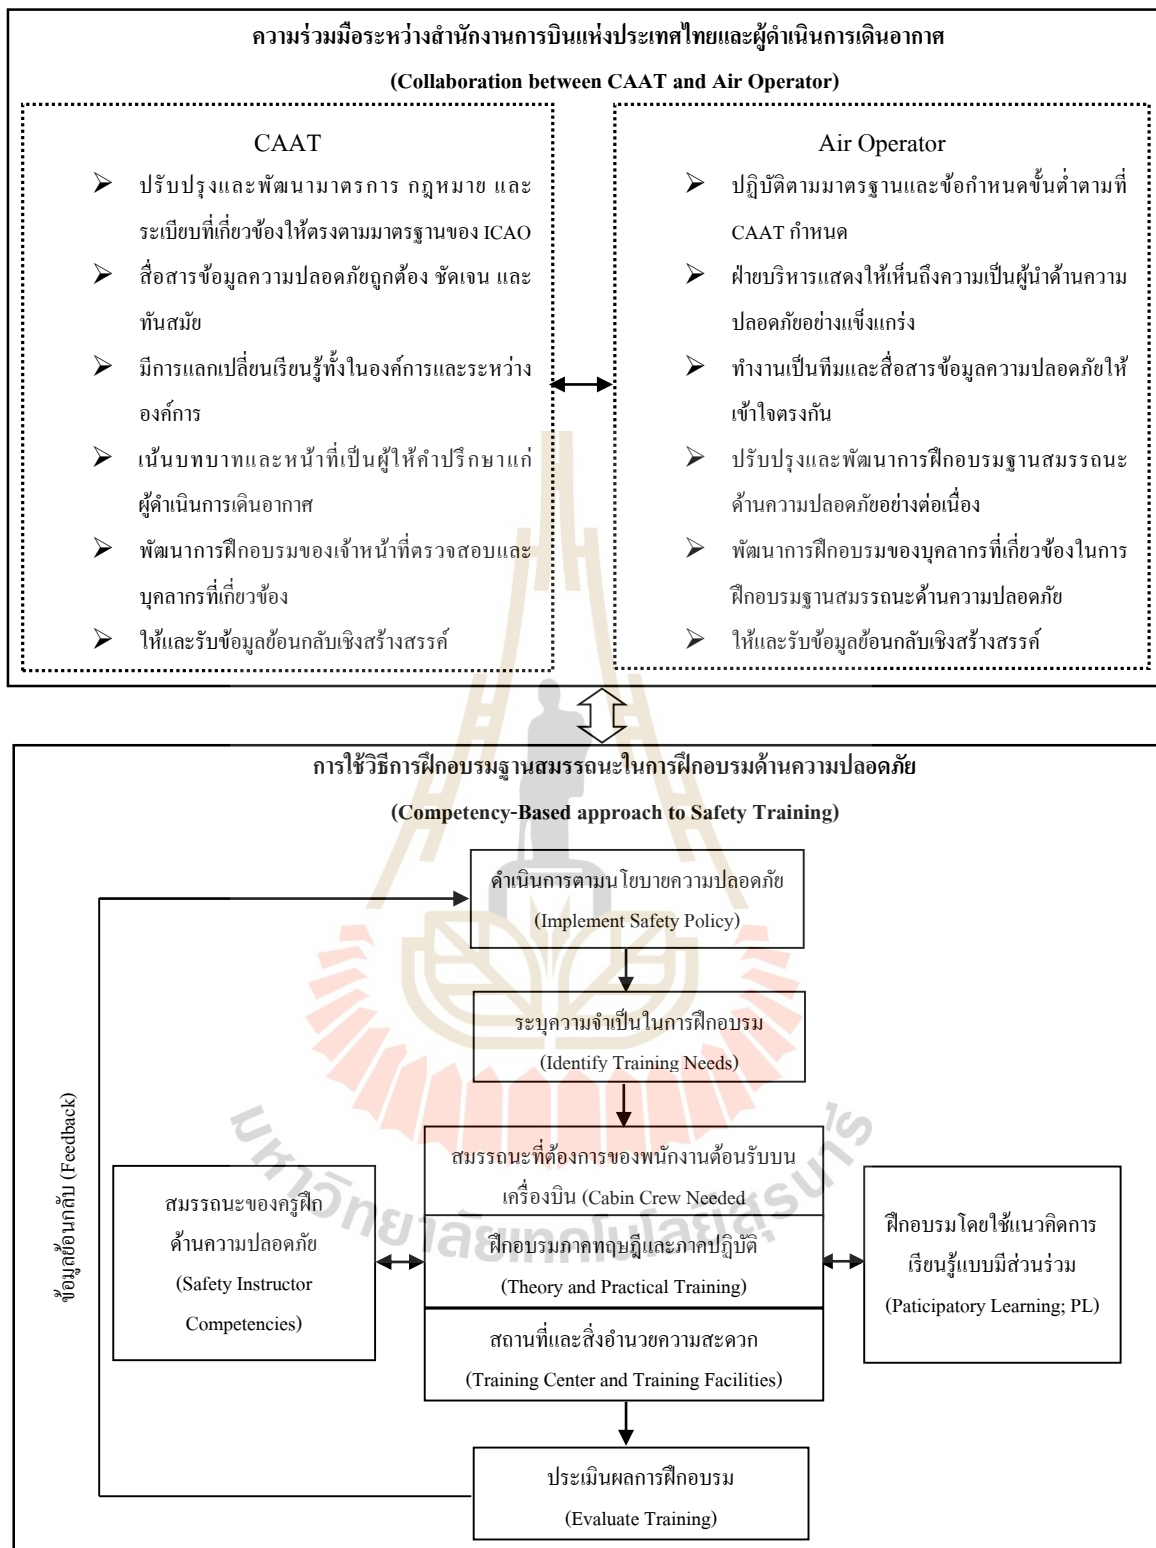 ความร่วมมือระหว่างสำนักงานการบินแห่งประเทศไทยและผู้ดำเนินการเดินอากาศ
(Collaboration between CAAT and Air Operator)
CAAT
➢ ปรับปรุงและพัฒนามาตรการ กฎหมาย และ
ระเบียบที่เกี่ยวข้องให้ตรงตามมาตรฐานของ ICAO
➢ สื่อสารข้อมูลความปลอดภัยถูกต้อง ชัดเจน และ
ทันสมัย
➢ มีการแลกเปลี่ยนเรียนรู้ทั้งในองค์การและระหว่าง
องค์การ
➢ เน้นบทบาทและหน้าที่เป็นผู้ให้คำปรึกษาแก่
ผู้ดำเนินการเดินอากาศ
➢ พัฒนาการฝึกอบรมของเจ้าหน้าที่ตรวจสอบและ
บุคลากรที่เกี่ยวข้อง
➢ ให้และรับข้อมูลย้อนกลับเชิงสร้างสรรค์
Air Operator
➢ ปฏิบัติตามมาตรฐานและข้อกำหนดขั้นต่ำตามที่
CAAT กำหนด
➢ ฝ่ายบริหารแสดงให้เห็นถึงความเป็นผู้นำด้านความ
ปลอดภัยอย่างแข็งแกร่ง
➢ ทำงานเป็นทีมและสื่อสารข้อมูลความปลอดภัยให้
เข้าใจตรงกัน
➢ ปรับปรุงและพัฒนาการฝึกอบรมฐานสมรรถนะ
ด้านความปลอดภัยอย่างต่อเนื่อง
➢ พัฒนาการฝึกอบรมของบุคลากรที่เกี่ยวข้องในการ
ฝึกอบรมฐานสมรรถนะด้านความปลอดภัย
➢ ให้และรับข้อมูลย้อนกลับเชิงสร้างสรรค์
การใช้วิธีการฝึกอบรมฐานสมรรถนะในการฝึกอบรมด้านความปลอดภัย
(Competency-Based approach to Safety Training)
ดำเนินการตามนโยบายความปลอดภัย
(Implement Safety Policy)
ระบุความจำเป็นในการฝึกอบรม
(Identify Training Needs)
สมรรถนะที่ต้องการของพนักงานต้อนรับบน
เครื่องบิน (Cabin Crew Needed
ฝึกอบรมภาคทฤษฎีและภาคปฏิบัติ
(Theory and Practical Training)
สถานที่และสิ่งอำนวยความสะดวก
(Training Center and Training Facilities)
สมรรถนะของครูฝึก
ด้านความปลอดภัย
(Safety Instructor
Competencies)
ฝึกอบรมโดยใช้แนวคิดการ
เรียนรู้แบบมีส่วนร่วม
(Paticipatory Learning; PL)
ประเมินผลการฝึกอบรม
(Evaluate Training)
ข้อมูลย้อนกลับ (Feedback)
มหาวิทยาลัยเทคโนโลยีสุรนารี